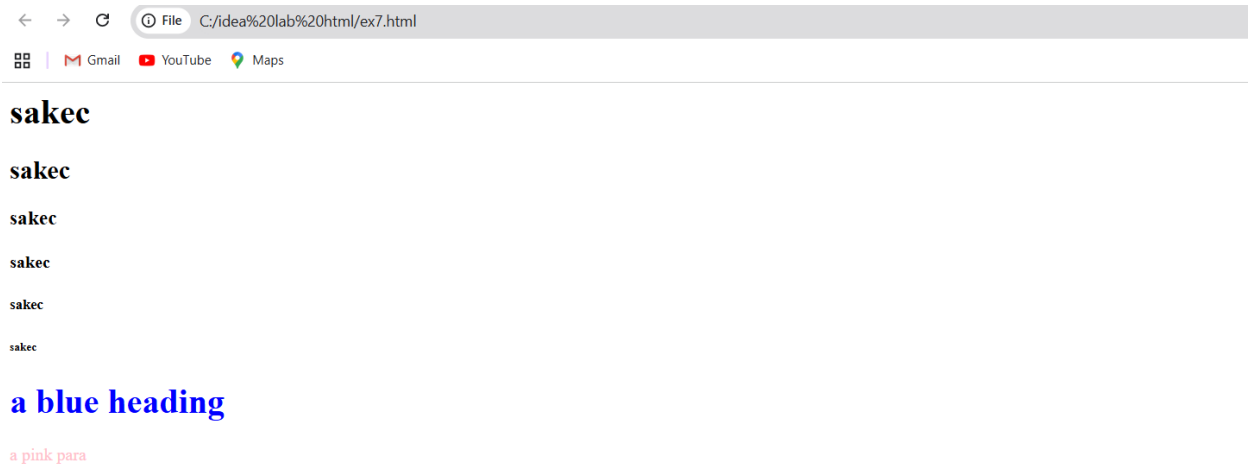 File C:/idea%20lab%20html/ex7.html
Gmail YouTube Maps
sakec
sakec
sakec
sakec
sakec
sakec
a blue heading
a pink para